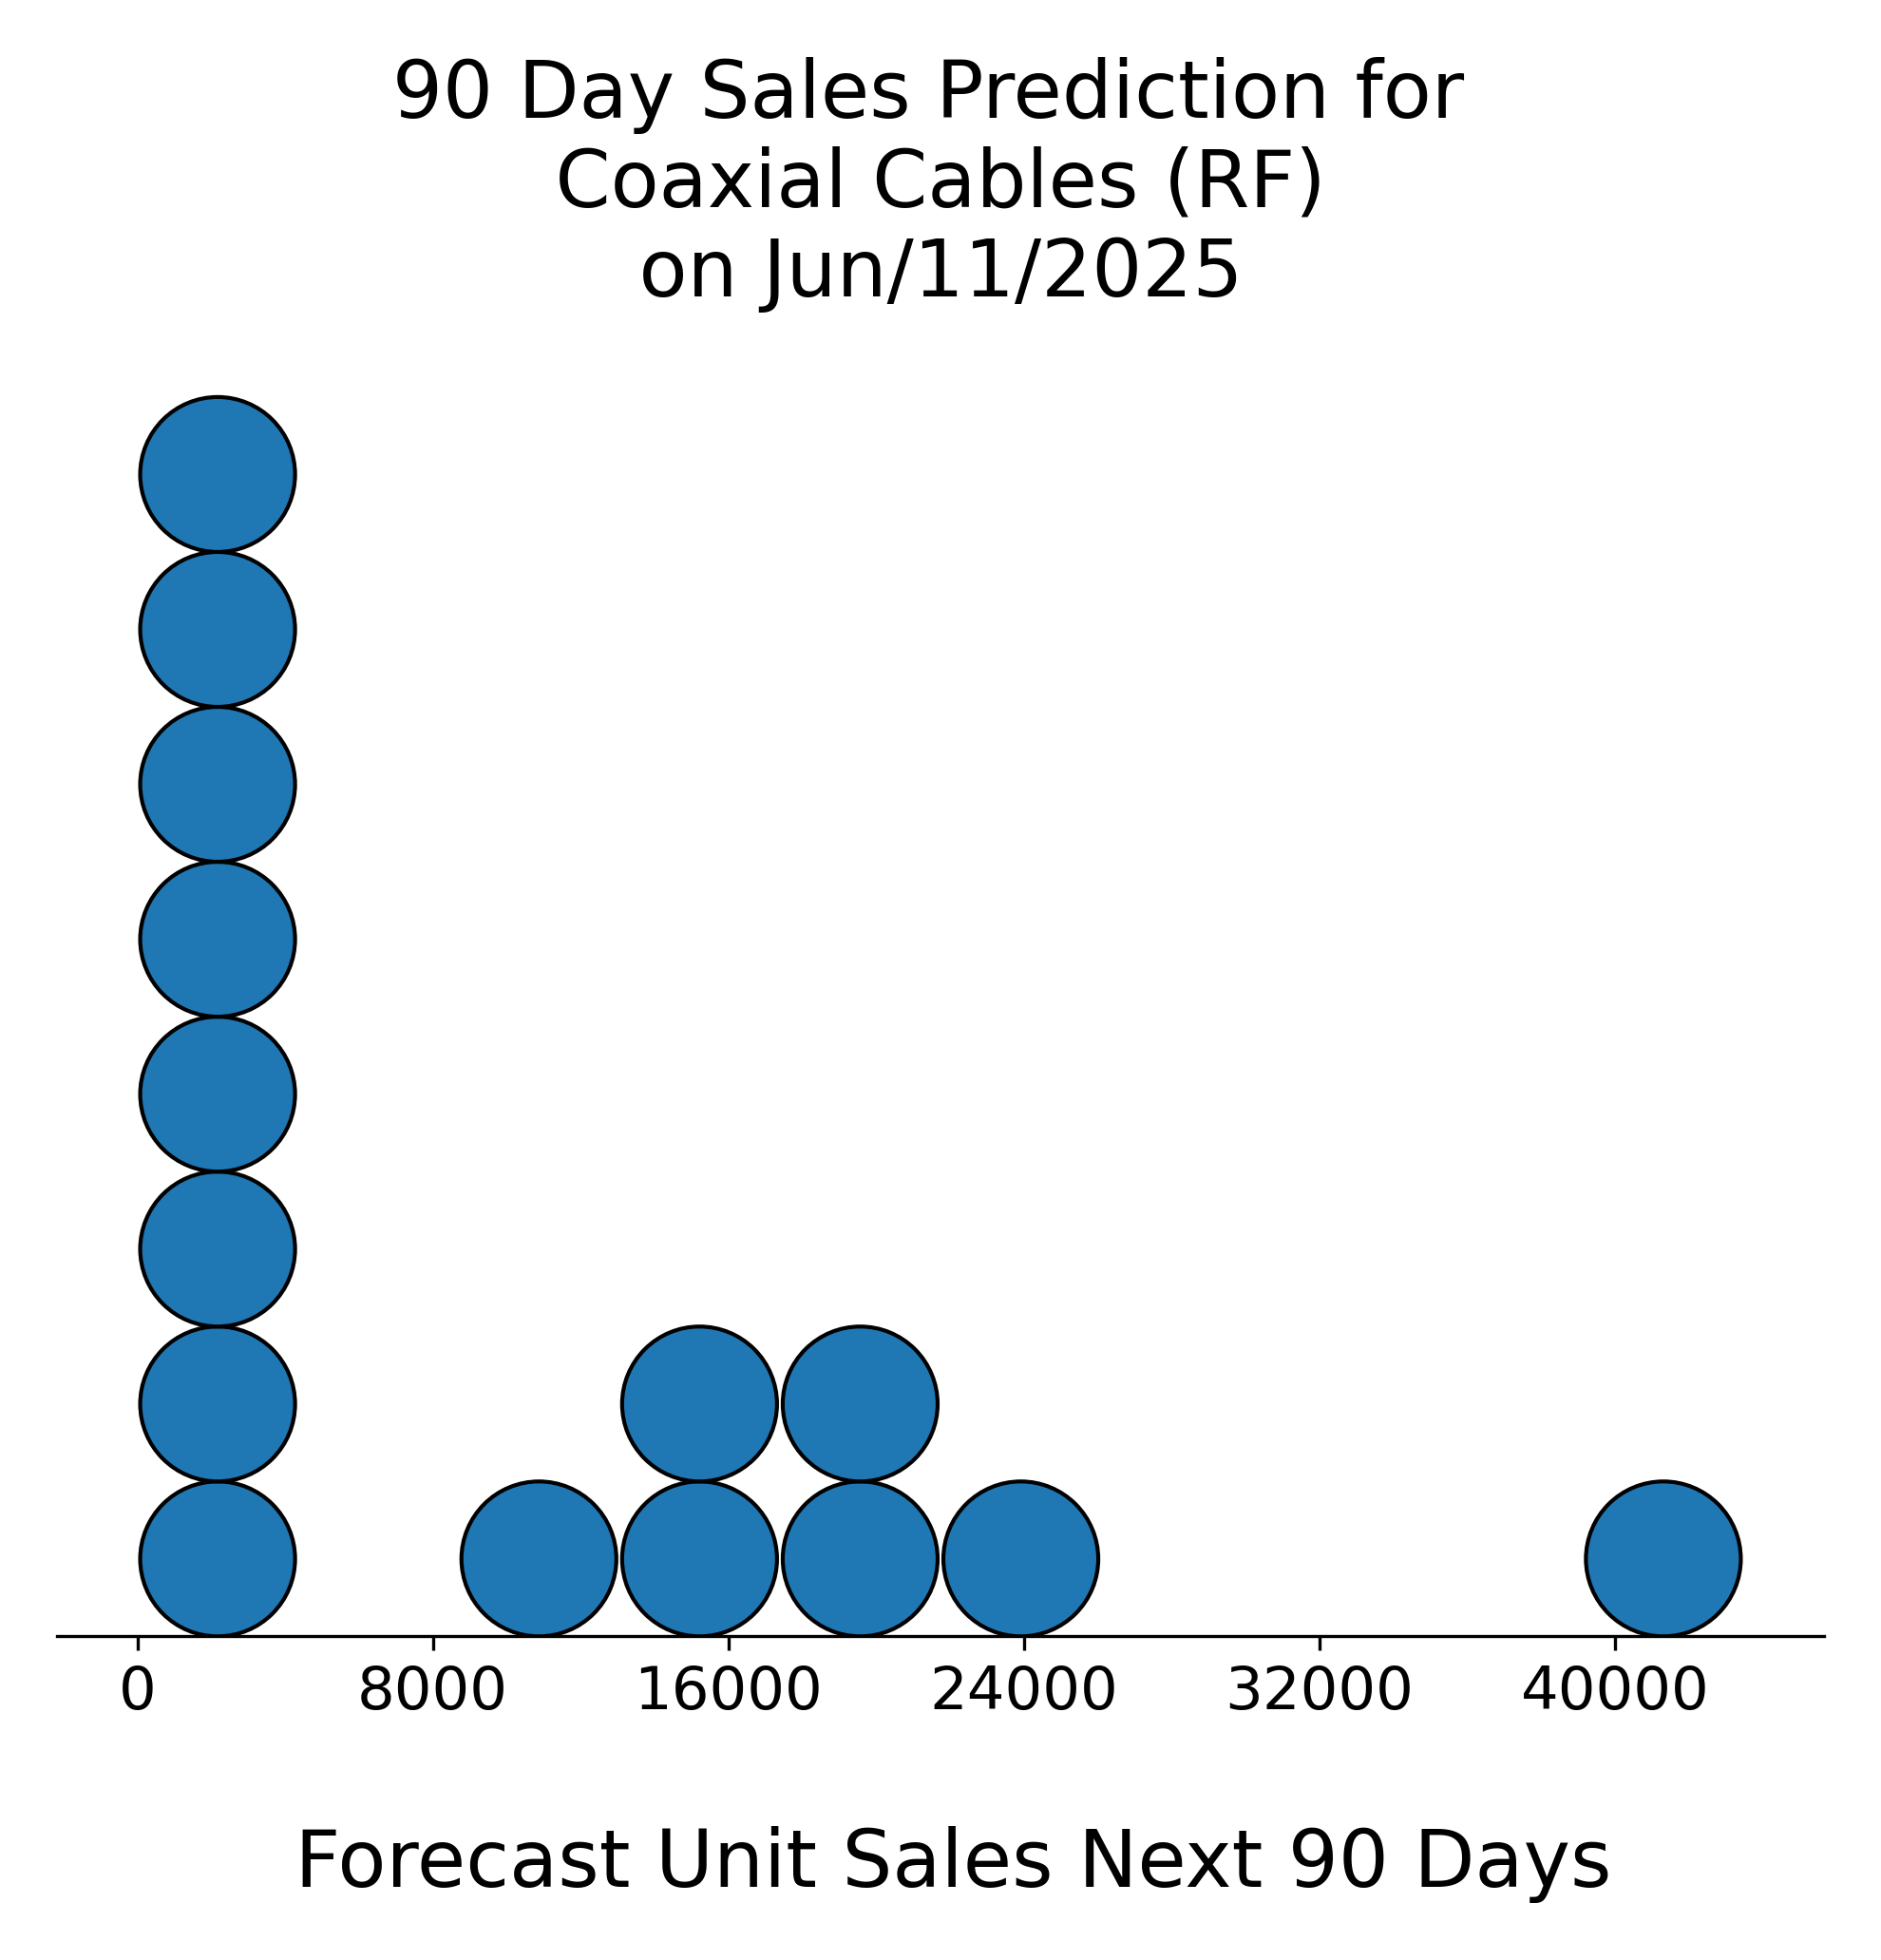 90 Day Sales Prediction for
Coaxial Cables (RF)
on Jun/11/2025
0 8000 16000 24000 32000 40000
Forecast Unit Sales Next 90 Days